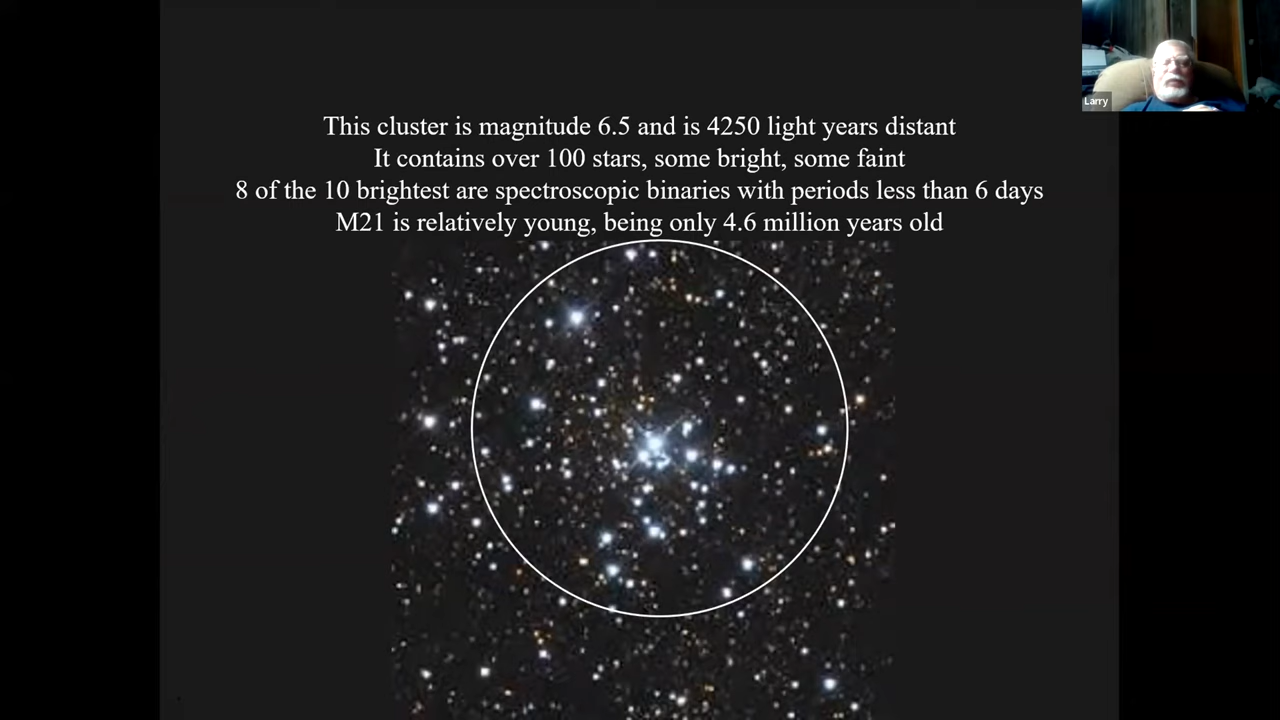 This cluster is magnitude 6.5 and is 4250 light years distant
It contains over 100 stars, some bright, some faint
8 of the 10 brightest are spectroscopic binaries with periods less than 6 days
M21 is relatively young, being only 4.6 million years old
Larry